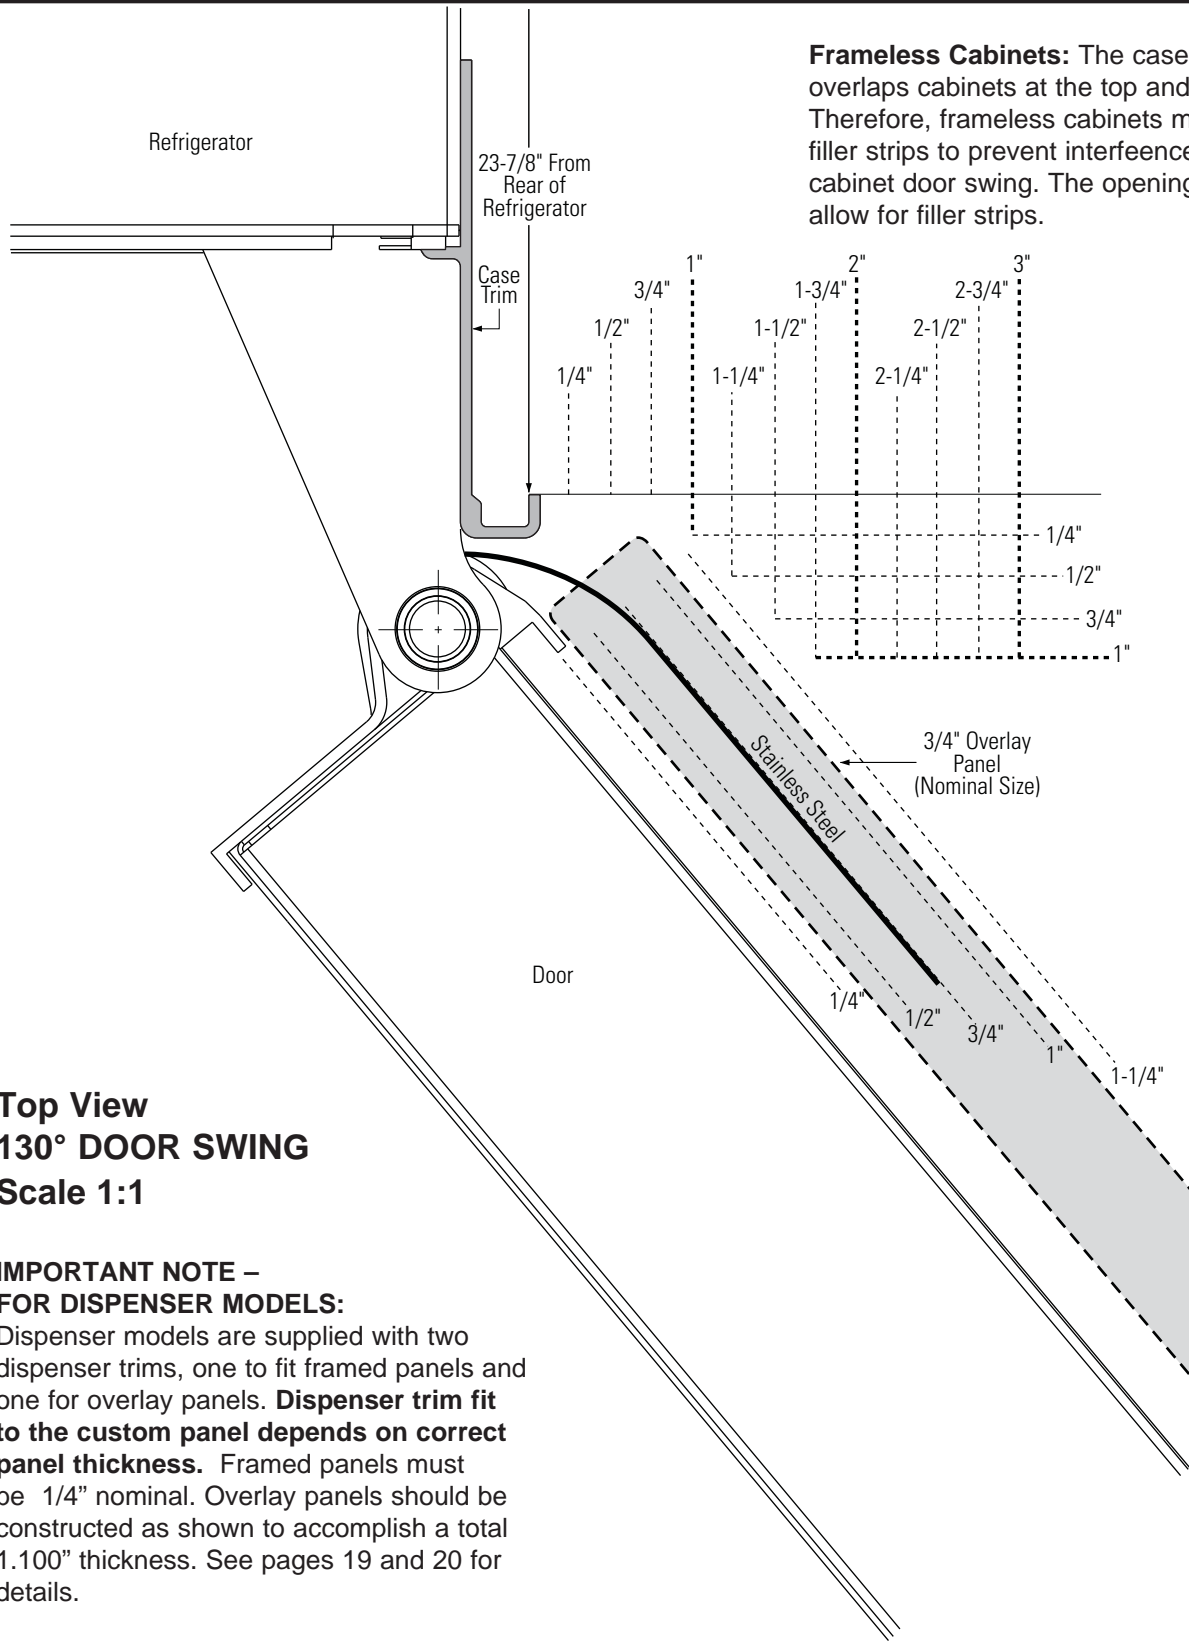 Frameless Cabinets: The case
overlaps cabinets at the top and
Therefore, frameless cabinets m
filler strips to prevent interfeence
cabinet door swing. The opening
allow for filler strips.
Refrigerator
23-7/8" From
Rear of
Refrigerator
Case
Trim
1/4"
1/2"
3/4"
1"
1-1/4"
1-1/2"
1-3/4"
2"
2-1/4"
2-1/2"
2-3/4"
3"
1/4"
1/2"
3/4"
1"
3/4" Overlay
Panel
(Nominal Size)
Stainless Steel
Door
1/4"
1/2"
3/4"
1"
1-1/4"
Top View
130° DOOR SWING
Scale 1:1
IMPORTANT NOTE –
FOR DISPENSER MODELS:
Dispenser models are supplied with two
dispenser trims, one to fit framed panels and
one for overlay panels. Dispenser trim fit
to the custom panel depends on correct
panel thickness. Framed panels must
be 1/4” nominal. Overlay panels should be
constructed as shown to accomplish a total
1.100” thickness. See pages 19 and 20 for
details.